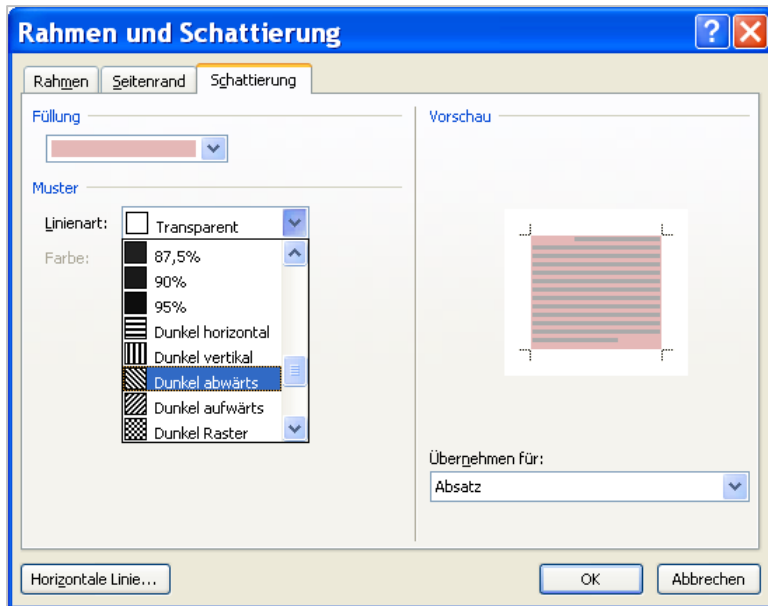 Rahmen und Schattierung
Rahmen Seitenrand Schattierung
Füllung
Muster
Linienart: Transparent
Farbe:
87,5%
90%
95%
Dunkel horizontal
Dunkel vertikal
Dunkel abwärts
Dunkel aufwärts
Dunkel Raster
Vorschau
Übernehmen für:
Absatz
Horizontale Linie... OK Abbrechen